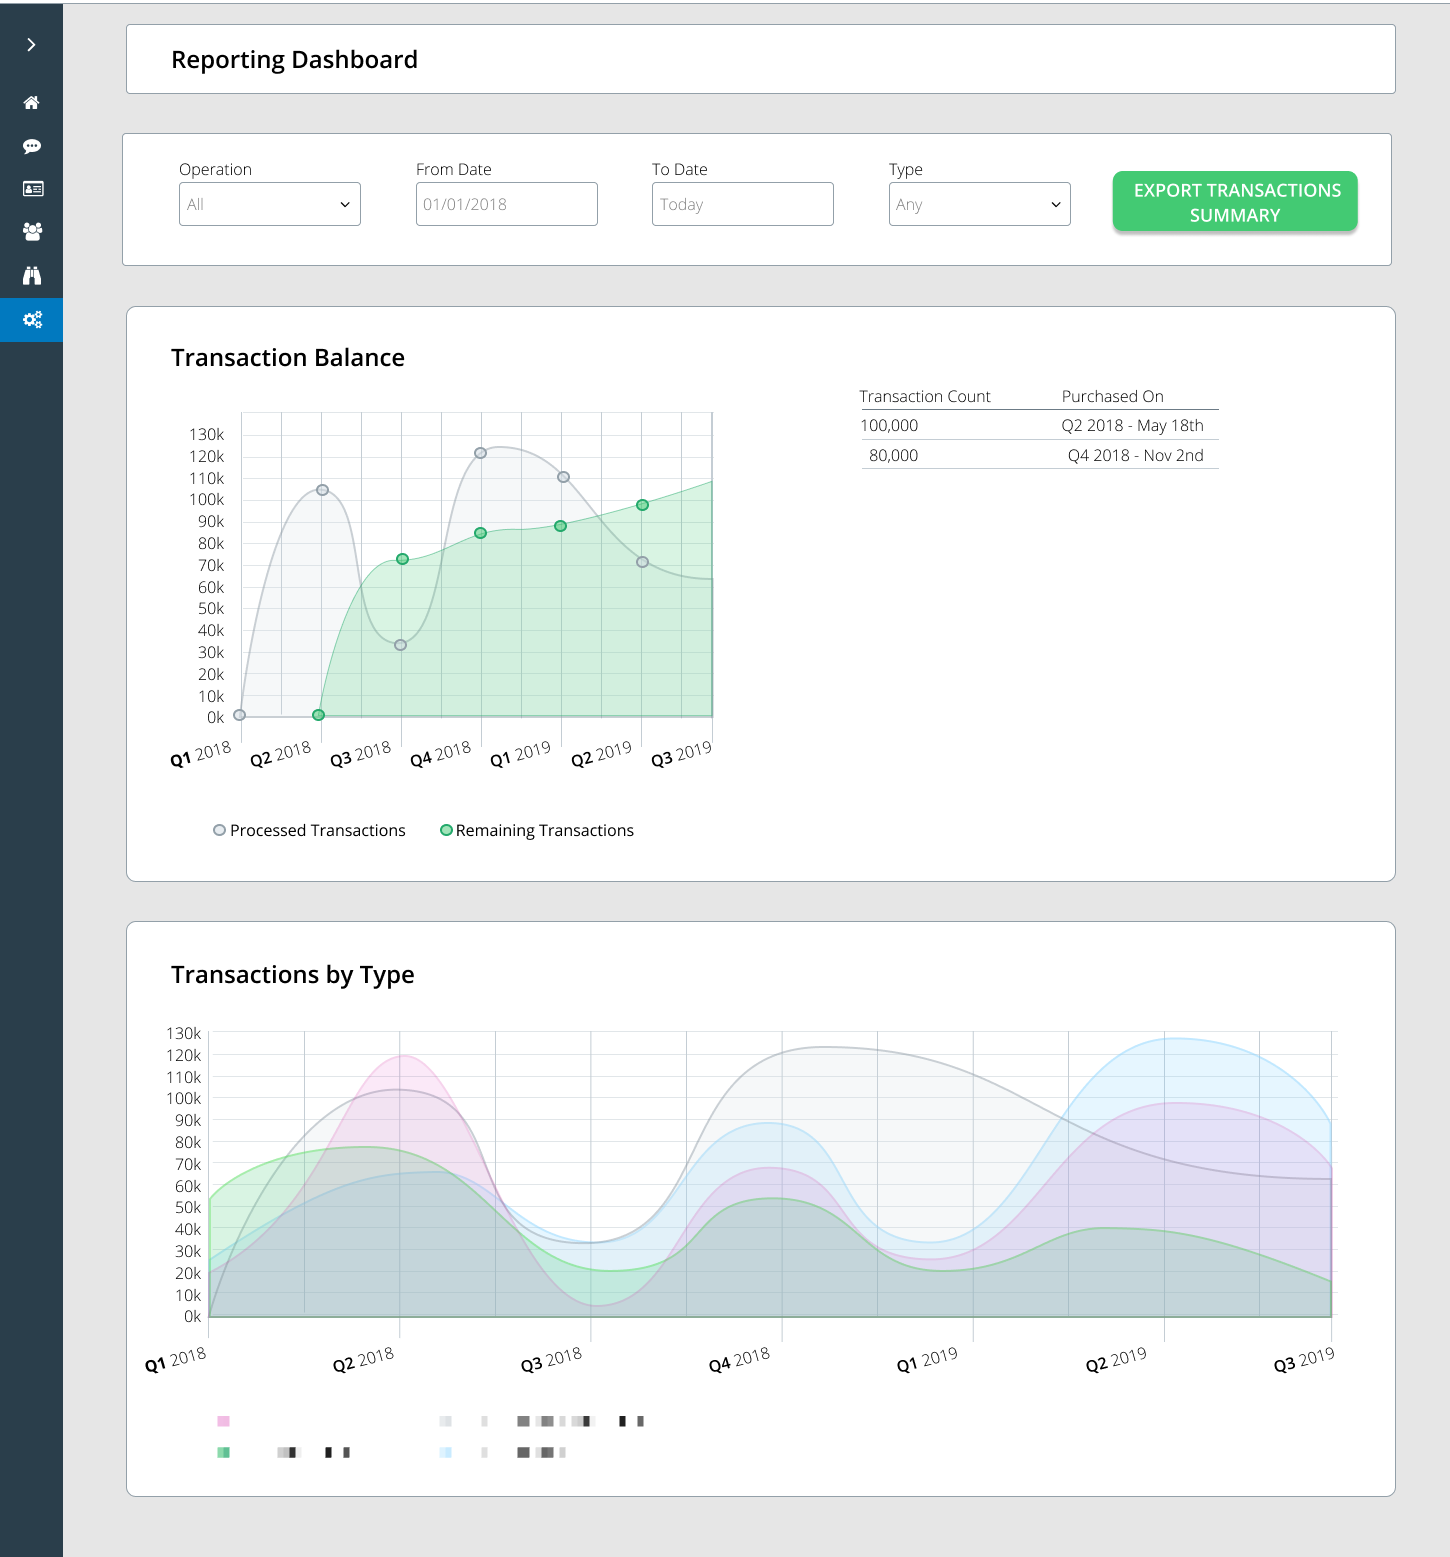 Reporting Dashboard
Operation From Date To Date Type
All 01/01/2018 Today Any
EXPORT TRANSACTIONS
SUMMARY
Transaction Balance
Transaction Count Purchased On
100,000 Q2 2018 - May 18th
80,000 Q4 2018 - Nov 2nd
130k
120k
110k
100k
90k
80k
70k
60k
50k
40k
30k
20k
10k
0k
Q1 2018 Q2 2018 Q3 2018 Q4 2018 Q1 2019 Q2 2019 Q3 2019
Processed Transactions Remaining Transactions
Transactions by Type
130k
120k
110k
100k
90k
80k
70k
60k
50k
40k
30k
20k
10k
0k
Q1 2018 Q2 2018 Q3 2018 Q4 2018 Q1 2019 Q2 2019 Q3 2019